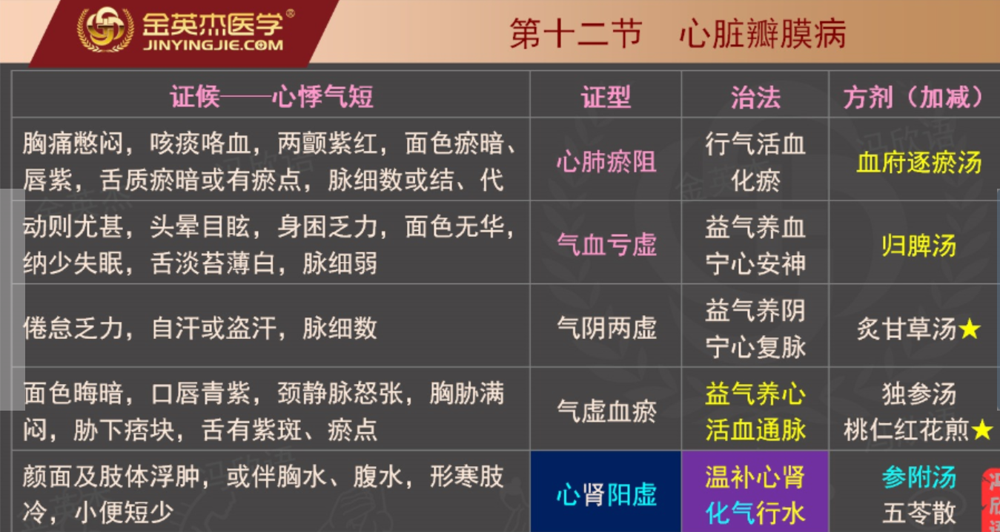 金英杰医学®
JINYINGJIE.COM
第十二节 心脏瓣膜病
证候——心悸气短
证型
治法
方剂（加减）
胸痛憋闷，咳痰咯血，两颧紫红，面色瘀暗、
唇紫，舌质瘀暗或有瘀点，脉细数或结、代
心肺瘀阻
行气活血
化瘀
血府逐瘀汤
动则尤甚，头晕目眩，身困乏力，面色无华，
纳少失眠，舌淡苔薄白，脉细弱
气血亏虚
益气养血
宁心安神
归脾汤
倦怠乏力，自汗或盗汗，脉细数
气阴两虚
益气养阴
宁心复脉
炙甘草汤★
面色晦暗，口唇青紫，颈静脉怒张，胸胁满
闷，胁下痞块，舌有紫斑、瘀点
气虚血瘀
益气养心
活血通脉
独参汤
桃仁红花煎★
颜面及肢体浮肿，或伴胸水、腹水，形寒肢
冷，小便短少
心肾阳虚
温补心肾
化气行水
参附汤
五苓散
冯欣语